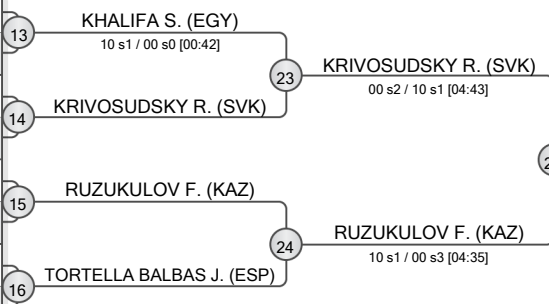 13
KHALIFA S. (EGY)
10 s1 / 00 s0 [00:42]
23
KRIVOSUDSKY R. (SVK)
00 s2 / 10 s1 [04:43]
14
KRIVOSUDSKY R. (SVK)
15
RUZUKULOV F. (KAZ)
24
RUZUKULOV F. (KAZ)
10 s1 / 00 s3 [04:35]
16
TORTELLA BALBAS J. (ESP)